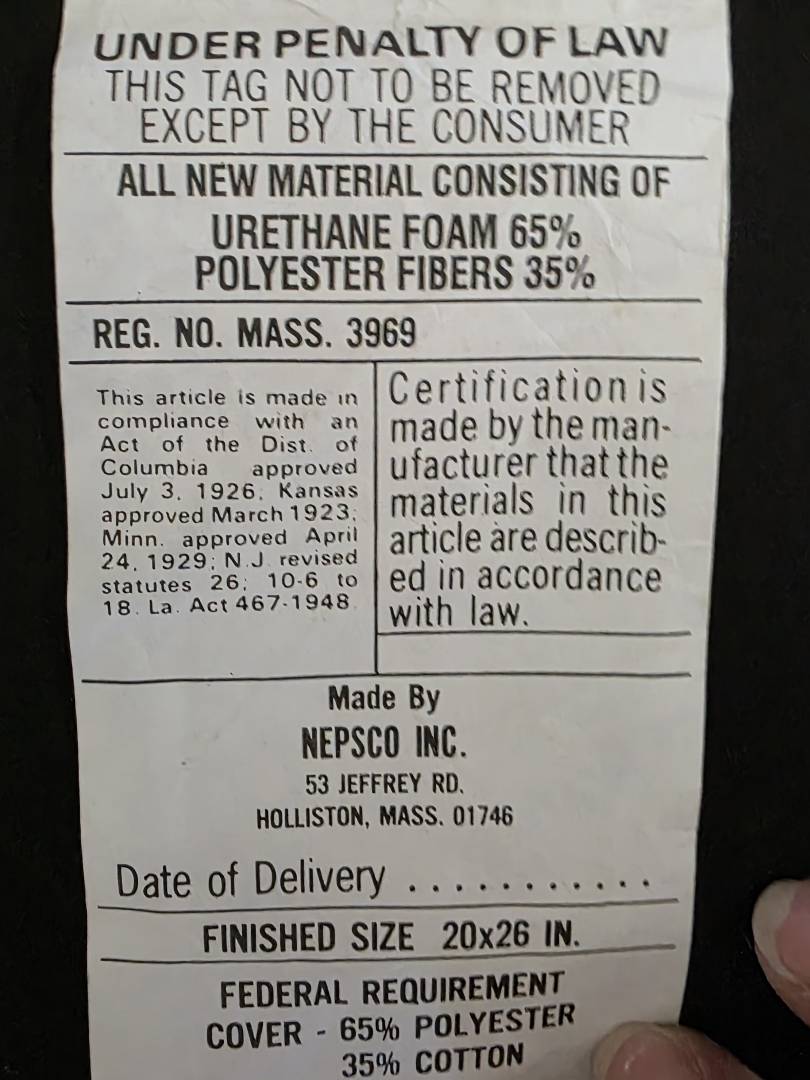 UNDER PENALTY OF LAW
THIS TAG NOT TO BE REMOVED
EXCEPT BY THE CONSUMER
ALL NEW MATERIAL CONSISTING OF
URETHANE FOAM 65%
POLYESTER FIBERS 35%
REG. NO. MASS. 3969
This article is made in
compliance with an
Act of the Dist. of
Columbia approved
July 3, 1926; Kansas
approved March 1923;
Minn. approved April
24, 1929; N.J. revised
statutes 26; 10-6 to
18. La. Act 467-1948.
Certification is
made by the man-
ufacturer that the
materials in this
article are describ-
ed in accordance
with law.
Made By
NEPSCO INC.
53 JEFFREY RD.
HOLLISTON, MASS. 01746
Date of Delivery . . . . . . . . . . .
FINISHED SIZE 20x26 IN.
FEDERAL REQUIREMENT
COVER - 65% POLYESTER
35% COTTON